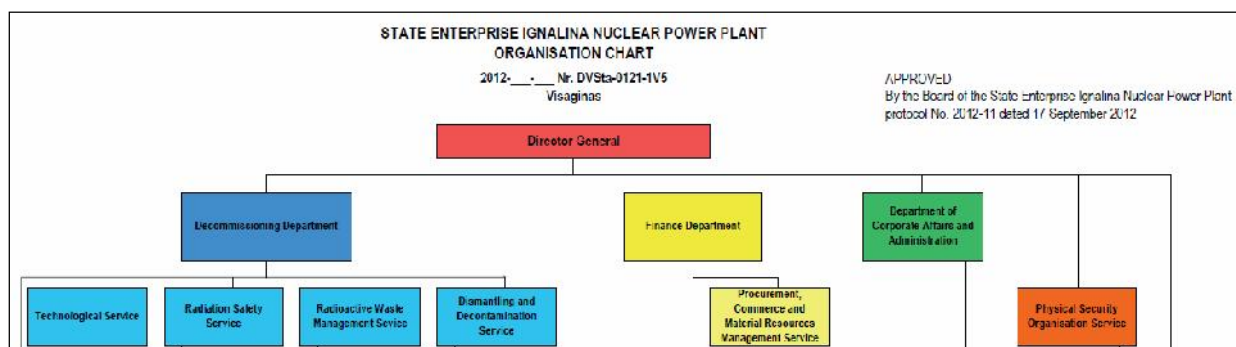 STATE ENTERPRISE IGNALINA NUCLEAR POWER PLANT
ORGANISATION CHART
2012-___-___ Nr. DVSta-0121-1V5
Visaginas
APPROVED
By the Board of the State Enterprise Ignalina Nuclear Power Plant
protocol No. 2012-11 dated 17 September 2012
Director General
Decommissioning Department
Finance Department
Department of
Corporate Affairs and
Administration
Technological Service
Radiation Safety
Service
Radioactive Waste
Management Sevice
Dismantling and
Decontamination
Service
Procurement,
Commerce and
Material Resources
Management Service
Physical Security
Organisation Service